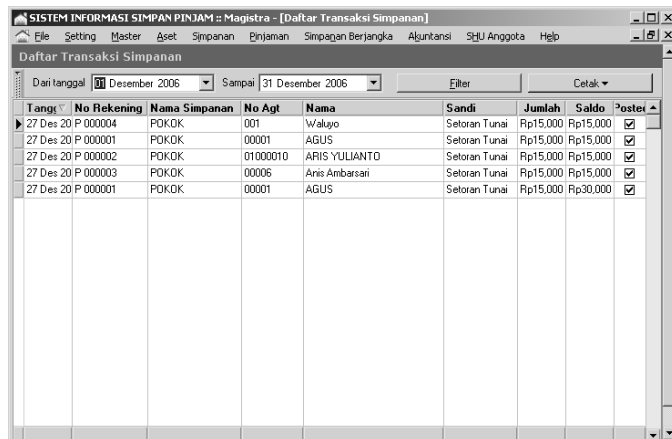 SISTEM INFORMASI SIMPAN PINJAM :: Magistra - [Daftar Transaksi Simpanan]
File Setting Master Aset Simpanan Pinjaman Simpanan Berjangka Akuntansi SHU Anggota Help
Daftar Transaksi Simpanan
Dari tanggal 01 Desember 2006 Sampai 31 Desember 2006 Filter Cetak
Tangg No Rekening Nama Simpanan No Agt Nama Sandi Jumlah Saldo Posted
27 Des 20 P 000004 POKOK 001 Waluyo Setoran Tunai Rp15,000 Rp15,000
27 Des 20 P 000001 POKOK 00001 AGUS Setoran Tunai Rp15,000 Rp15,000
27 Des 20 P 000002 POKOK 01000010 ARIS YULIANTO Setoran Tunai Rp15,000 Rp15,000
27 Des 20 P 000003 POKOK 00006 Anis Ambarsari Setoran Tunai Rp15,000 Rp15,000
27 Des 20 P 000001 POKOK 00001 AGUS Setoran Tunai Rp15,000 Rp30,000